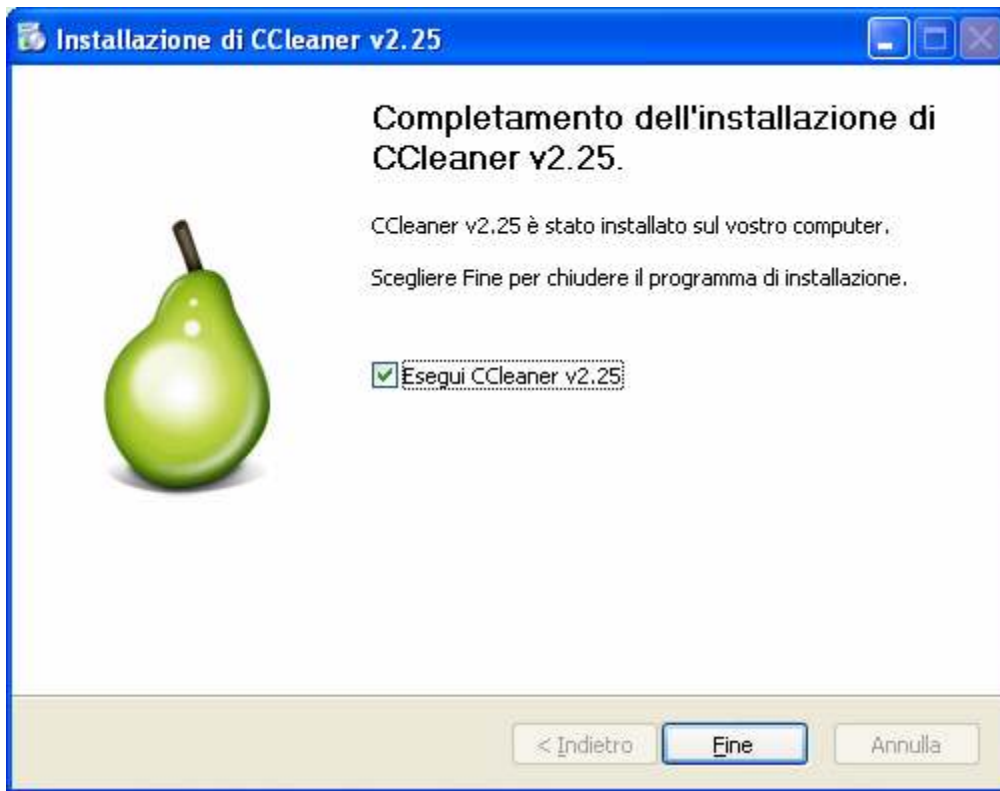 Installazione di CCleaner v2.25
Completamento dell'installazione di
CCleaner v2.25.
CCleaner v2.25 è stato installato sul vostro computer.
Scegliere Fine per chiudere il programma di installazione.
Esegui CCleaner v2.25
< Indietro
Fine
Annulla